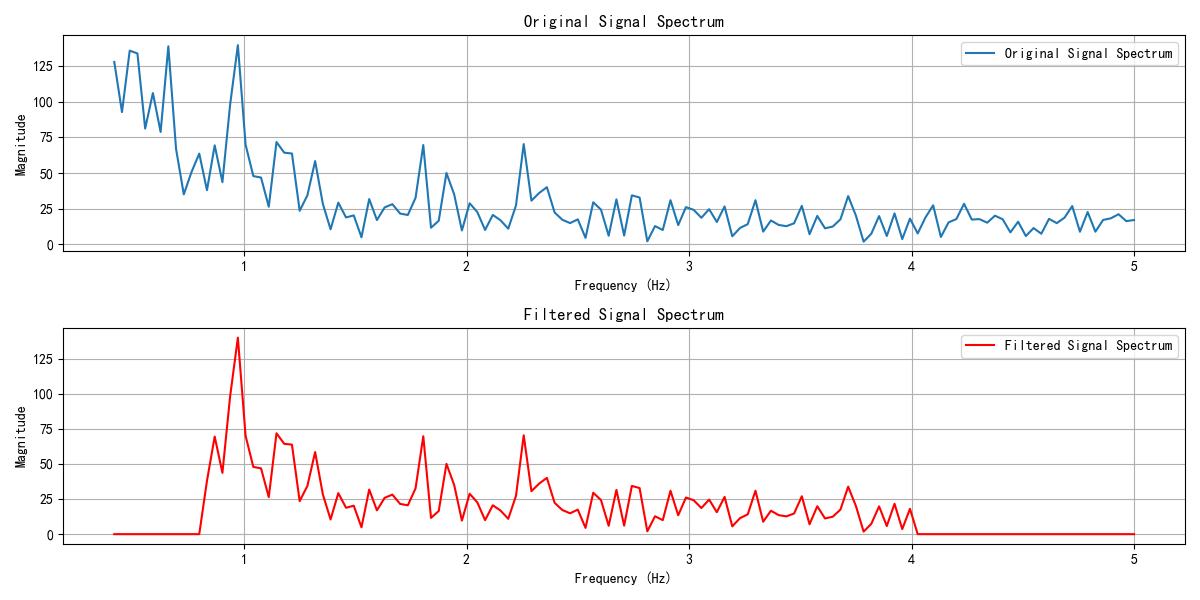 Original Signal Spectrum
Original Signal Spectrum
125
100
75
50
25
0
Magnitude
1 2 3 4 5
Frequency (Hz)
Filtered Signal Spectrum
Filtered Signal Spectrum
125
100
75
50
25
0
Magnitude
1 2 3 4 5
Frequency (Hz)